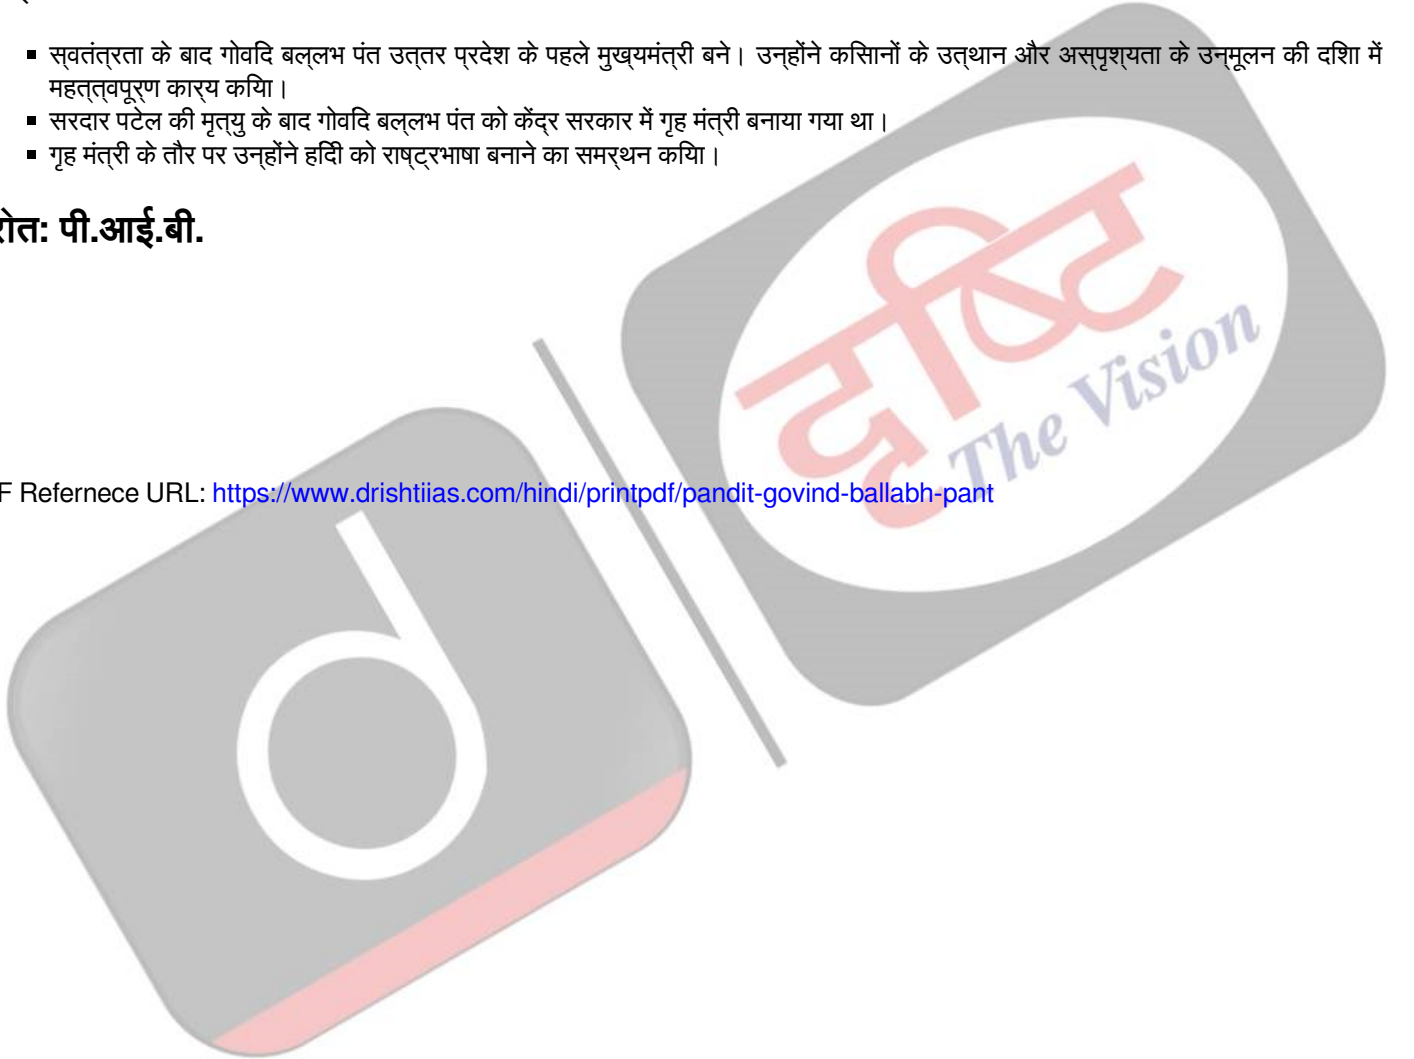 स्वतंत्रता के बाद गोविंद बल्लभ पंत उत्तर प्रदेश के पहले मुख्यमंत्री बने। उन्होंने किसानों के उत्थान और अस्पृश्यता के उन्मूलन की दिशा में
महत्त्वपूर्ण कार्य किया।
सरदार पटेल की मृत्यु के बाद गोविंद बल्लभ पंत को केंद्र सरकार में गृह मंत्री बनाया गया था।
गृह मंत्री के तौर पर उन्होंने हिंदी को राष्ट्रभाषा बनाने का समर्थन किया।
रोत: पी.आई.बी.
दृष्टि
The Vision
F Refernece URL: https://www.drishtiias.com/hindi/printpdf/pandit-govind-ballabh-pant
d